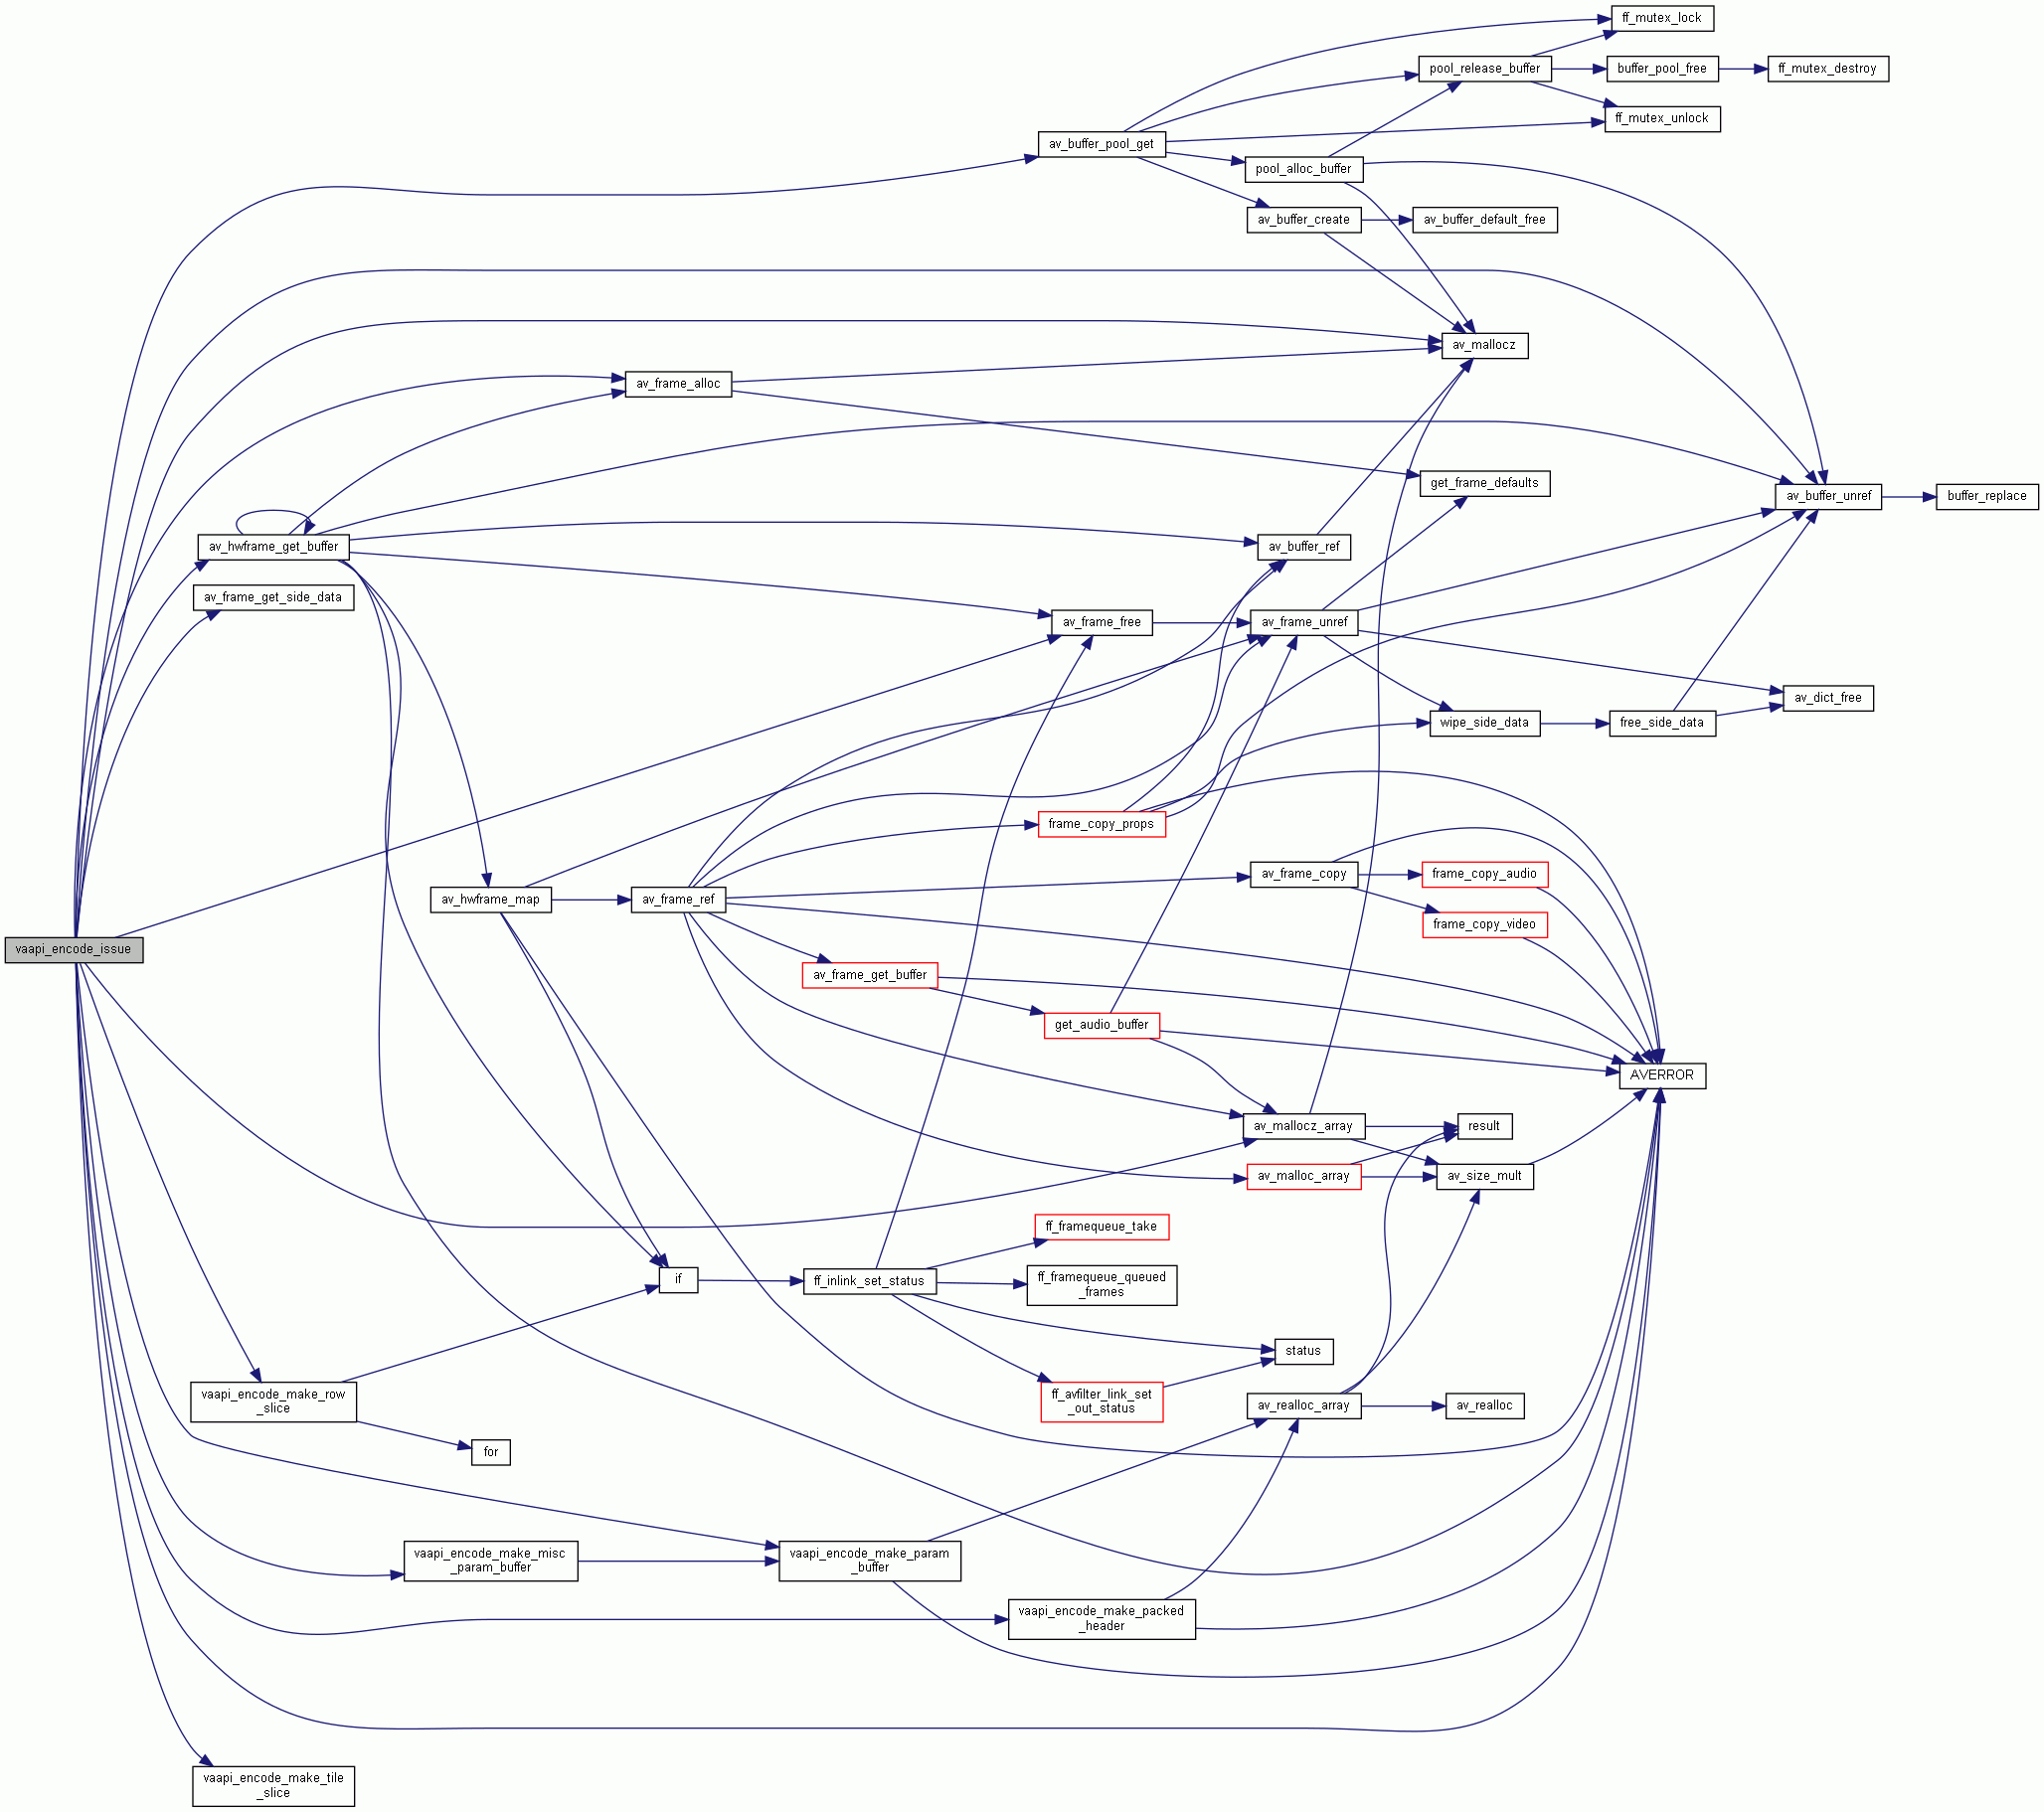 ff_mutex_lock
pool_release_buffer
buffer_pool_free
ff_mutex_destroy
ff_mutex_unlock
av_buffer_pool_get
pool_alloc_buffer
av_buffer_create
av_buffer_default_free
av_mallocz
av_frame_alloc
get_frame_defaults
av_buffer_unref
buffer_replace
av_hwframe_get_buffer
av_buffer_ref
av_frame_get_side_data
av_frame_free
av_frame_unref
av_dict_free
wipe_side_data
free_side_data
frame_copy_props
av_frame_copy
frame_copy_audio
av_hwframe_map
av_frame_ref
frame_copy_video
vaapi_encode_issue
av_frame_get_buffer
get_audio_buffer
AVERROR
av_mallocz_array
result
av_malloc_array
av_size_mult
ff_framequeue_take
if
ff_inlink_set_status
ff_framequeue_queued
_frames
status
vaapi_encode_make_row
_slice
ff_avfilter_link_set
_out_status
av_realloc_array
av_realloc
for
vaapi_encode_make_misc
_param_buffer
vaapi_encode_make_param
_buffer
vaapi_encode_make_packed
_header
vaapi_encode_make_tile
_slice